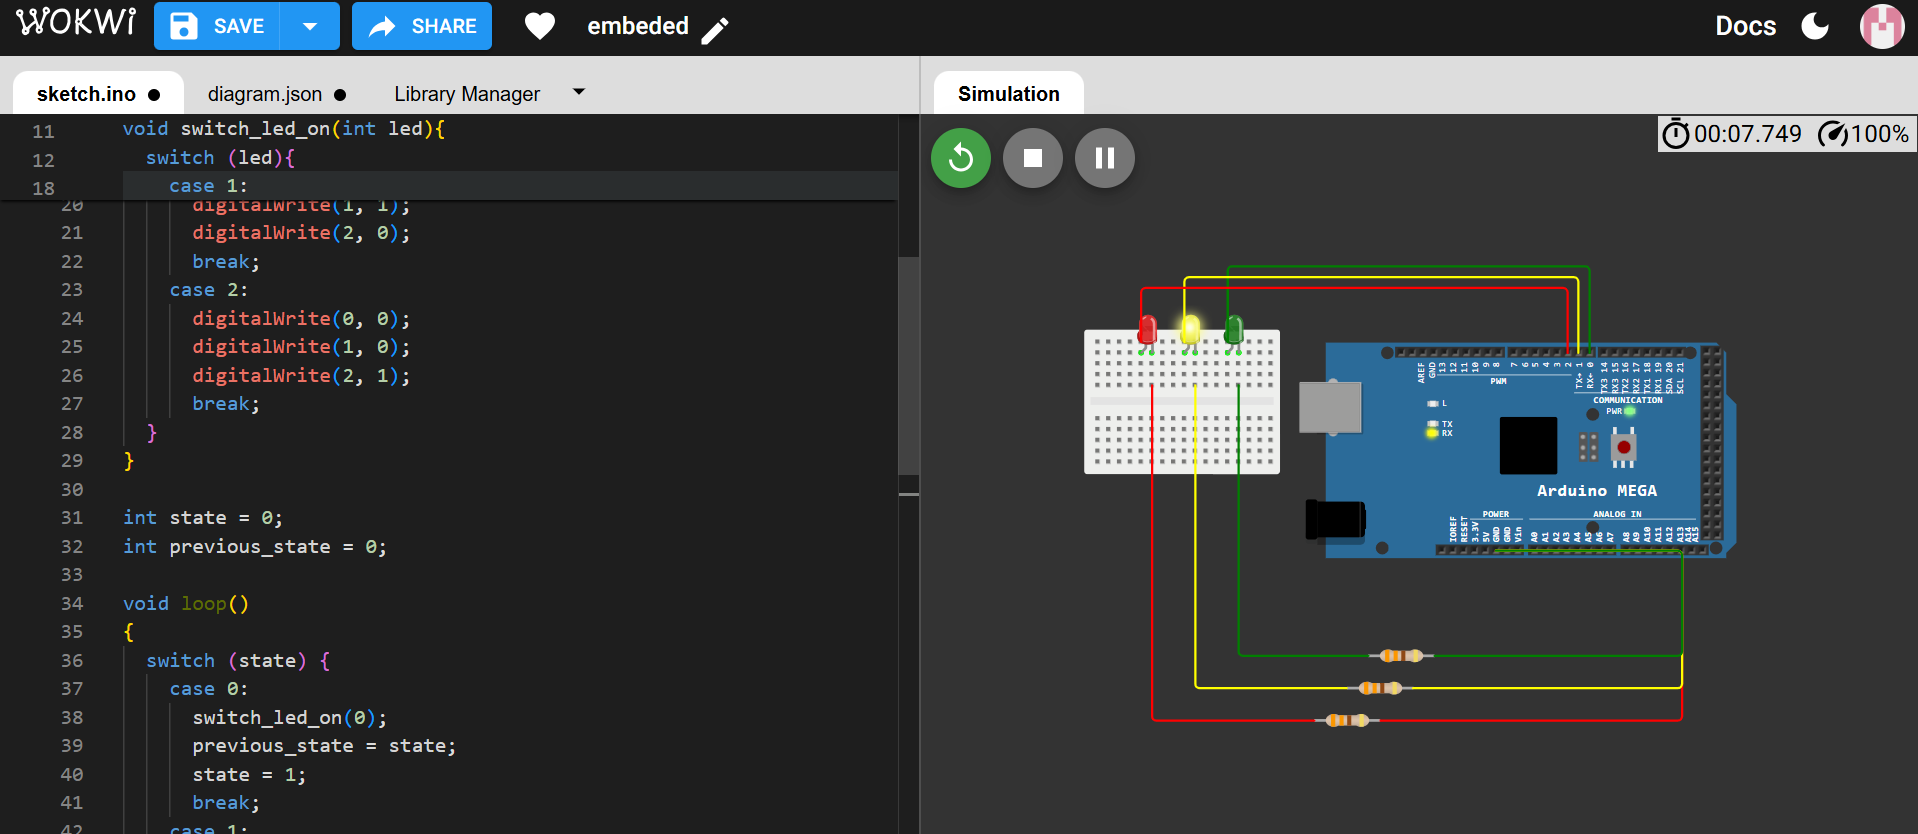 WOKWi
SAVE
SHARE
embeded
Docs
sketch.ino
diagram.json
Library Manager
Simulation
11 void switch_led_on(int led){
12 switch (led){
18 case 1:
20 digitalWrite(1, 1);
21 digitalWrite(2, 0);
22 break;
23 case 2:
24 digitalWrite(0, 0);
25 digitalWrite(1, 0);
26 digitalWrite(2, 1);
27 break;
28 }
29 }
30
31 int state = 0;
32 int previous_state = 0;
33
34 void loop()
35 {
36 switch (state) {
37 case 0:
38 switch_led_on(0);
39 previous_state = state;
40 state = 1;
41 break;
42 case 1:
00:07.749 100%
AREF GND 13 12 11 10 9 8 7 6 5 4 3 2 TX→ 1 RX← 0 TX3 14 RX3 15 TX2 16 RX2 17 TX1 18 RX1 19 SDA 20 SCL 21
PWM
COMMUNICATION
PWR
L
TX
RX
Arduino MEGA
POWER ANALOG IN
IOREF RESET 3.3V 5V GND GND Vin A0 A1 A2 A3 A4 A5 A6 A7 A8 A9 A10 A11 A12 A13 A14 A15